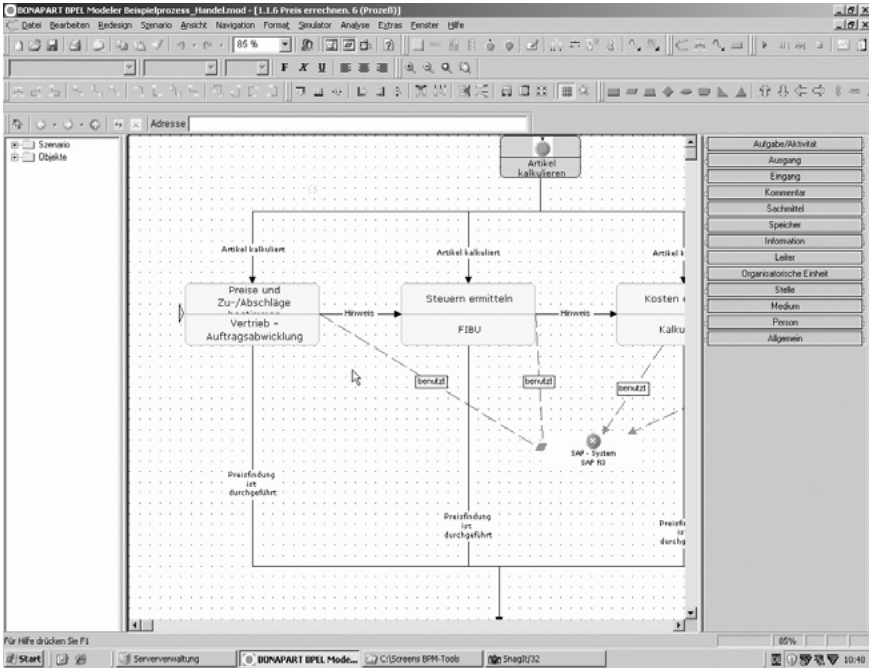 BONAPART BPEL Modeler Beispielprozess_Handel.mod - [1.1.6 Preis errechnen, 6 (Prozeß)]
Datei Bearbeiten Redesign Szenario Ansicht Navigation Format Simulator Analyse Extras Fenster Hilfe
85 %
F K U
Adresse
Szenario
Objekte
Artikel
kalkulieren
Artikel kalkuliert
Artikel kalkuliert
Artikel k
Preise und
Zu-/Abschläge
Vertrieb -
Auftragsabwicklung
Hinweis
Steuern ermitteln
FIBU
Hinweis
Kosten e
Kalku
benutzt
benutzt
benutzt
SAP - System
SAP R3
Preisfindung
ist
durchgeführt
Preisfindung
ist
durchgeführt
Preisfi
ist
durchg
Aufgabe/Aktivität
Ausgang
Eingang
Kommentar
Sachmittel
Speicher
Information
Leiter
Organisatorische Einheit
Stelle
Medium
Person
Allgemein
Für Hilfe drücken Sie F1
85%
Start
Serververwaltung
BONAPART BPEL Mode...
C:\Screens BPM-Tools
SnagIt/32
10:40